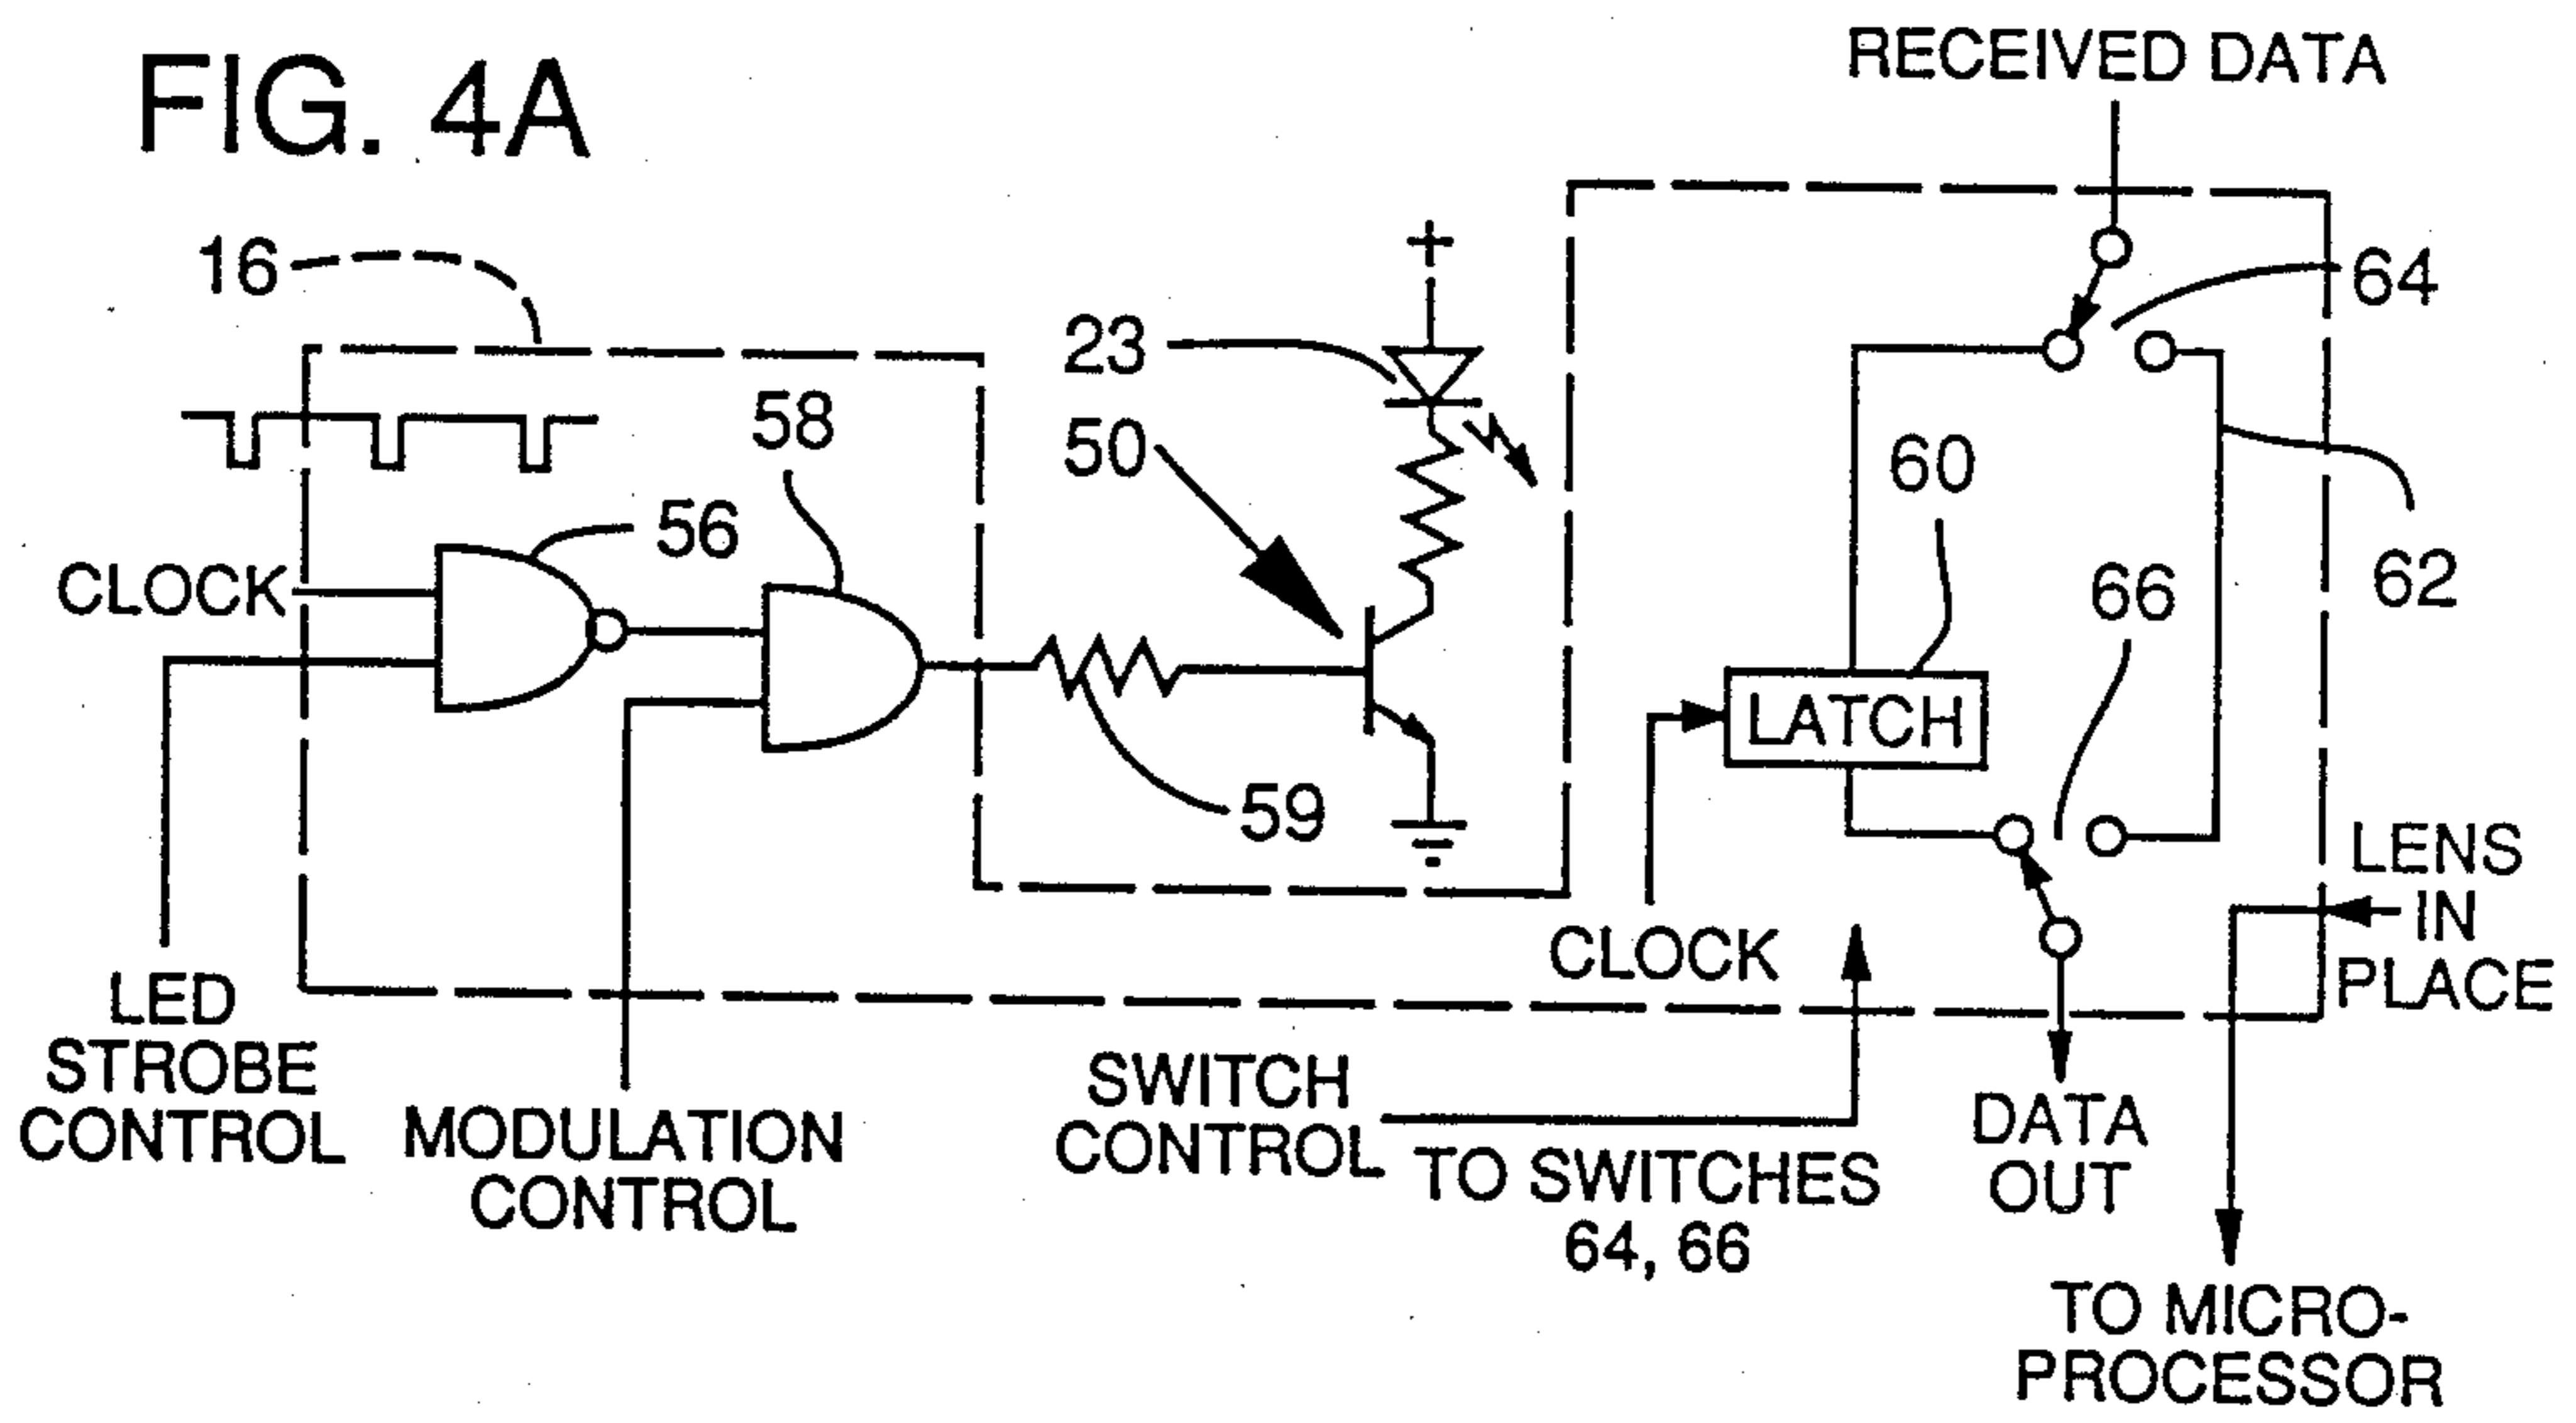 FIG. 4A
RECEIVED DATA
16
64
23
58
50
60
56
62
CLOCK
66
LATCH
59
LENS
IN
PLACE
CLOCK
LED
STROBE
CONTROL
MODULATION
CONTROL
SWITCH
CONTROL
TO SWITCHES
64, 66
DATA
OUT
TO MICRO-
PROCESSOR